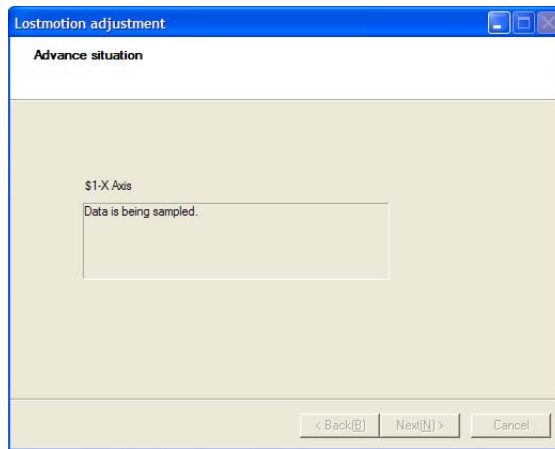 Lostmotion adjustment
Advance situation
$1-X Axis
Data is being sampled.
< Back(B) Next(N) > Cancel